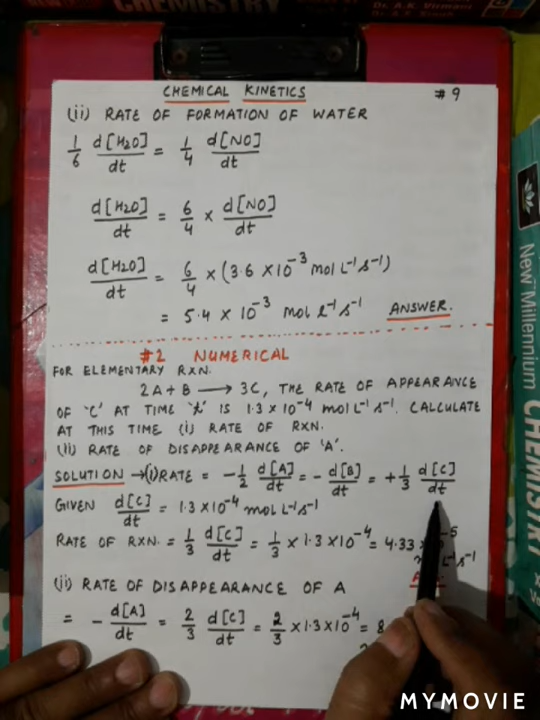 Dr. A.K. Virmani
CHEMICAL KINETICS #9
(ii) RATE OF FORMATION OF WATER
1/6 d[H2O]/dt = 1/4 d[NO]/dt
d[H2O]/dt = 6/4 × d[NO]/dt
d[H2O]/dt = 6/4 × (3.6 × 10⁻³ mol L⁻¹ s⁻¹)
= 5.4 × 10⁻³ mol l⁻¹ s⁻¹ ANSWER.
#2 NUMERICAL
FOR ELEMENTARY RXN.
2A + B ⟶ 3C, THE RATE OF APPEARANCE
OF 'C' AT TIME 't' IS 1.3 × 10⁻⁴ mol L⁻¹ s⁻¹. CALCULATE
AT THIS TIME (i) RATE OF RXN.
(ii) RATE OF DISAPPEARANCE OF 'A'.
SOLUTION → (i) RATE = -1/2 d[A]/dt = - d[B]/dt = +1/3 d[C]/dt
GIVEN d[C]/dt = 1.3 × 10⁻⁴ mol L⁻¹ s⁻¹
RATE OF RXN. = 1/3 d[C]/dt = 1/3 × 1.3 × 10⁻⁴ = 4.33 ×
L⁻¹ s⁻¹
(ii) RATE OF DISAPPEARANCE OF A
= - d[A]/dt = 2/3 d[C]/dt = 2/3 × 1.3 × 10⁻⁴ = 8
New Millennium
MYMOVIE